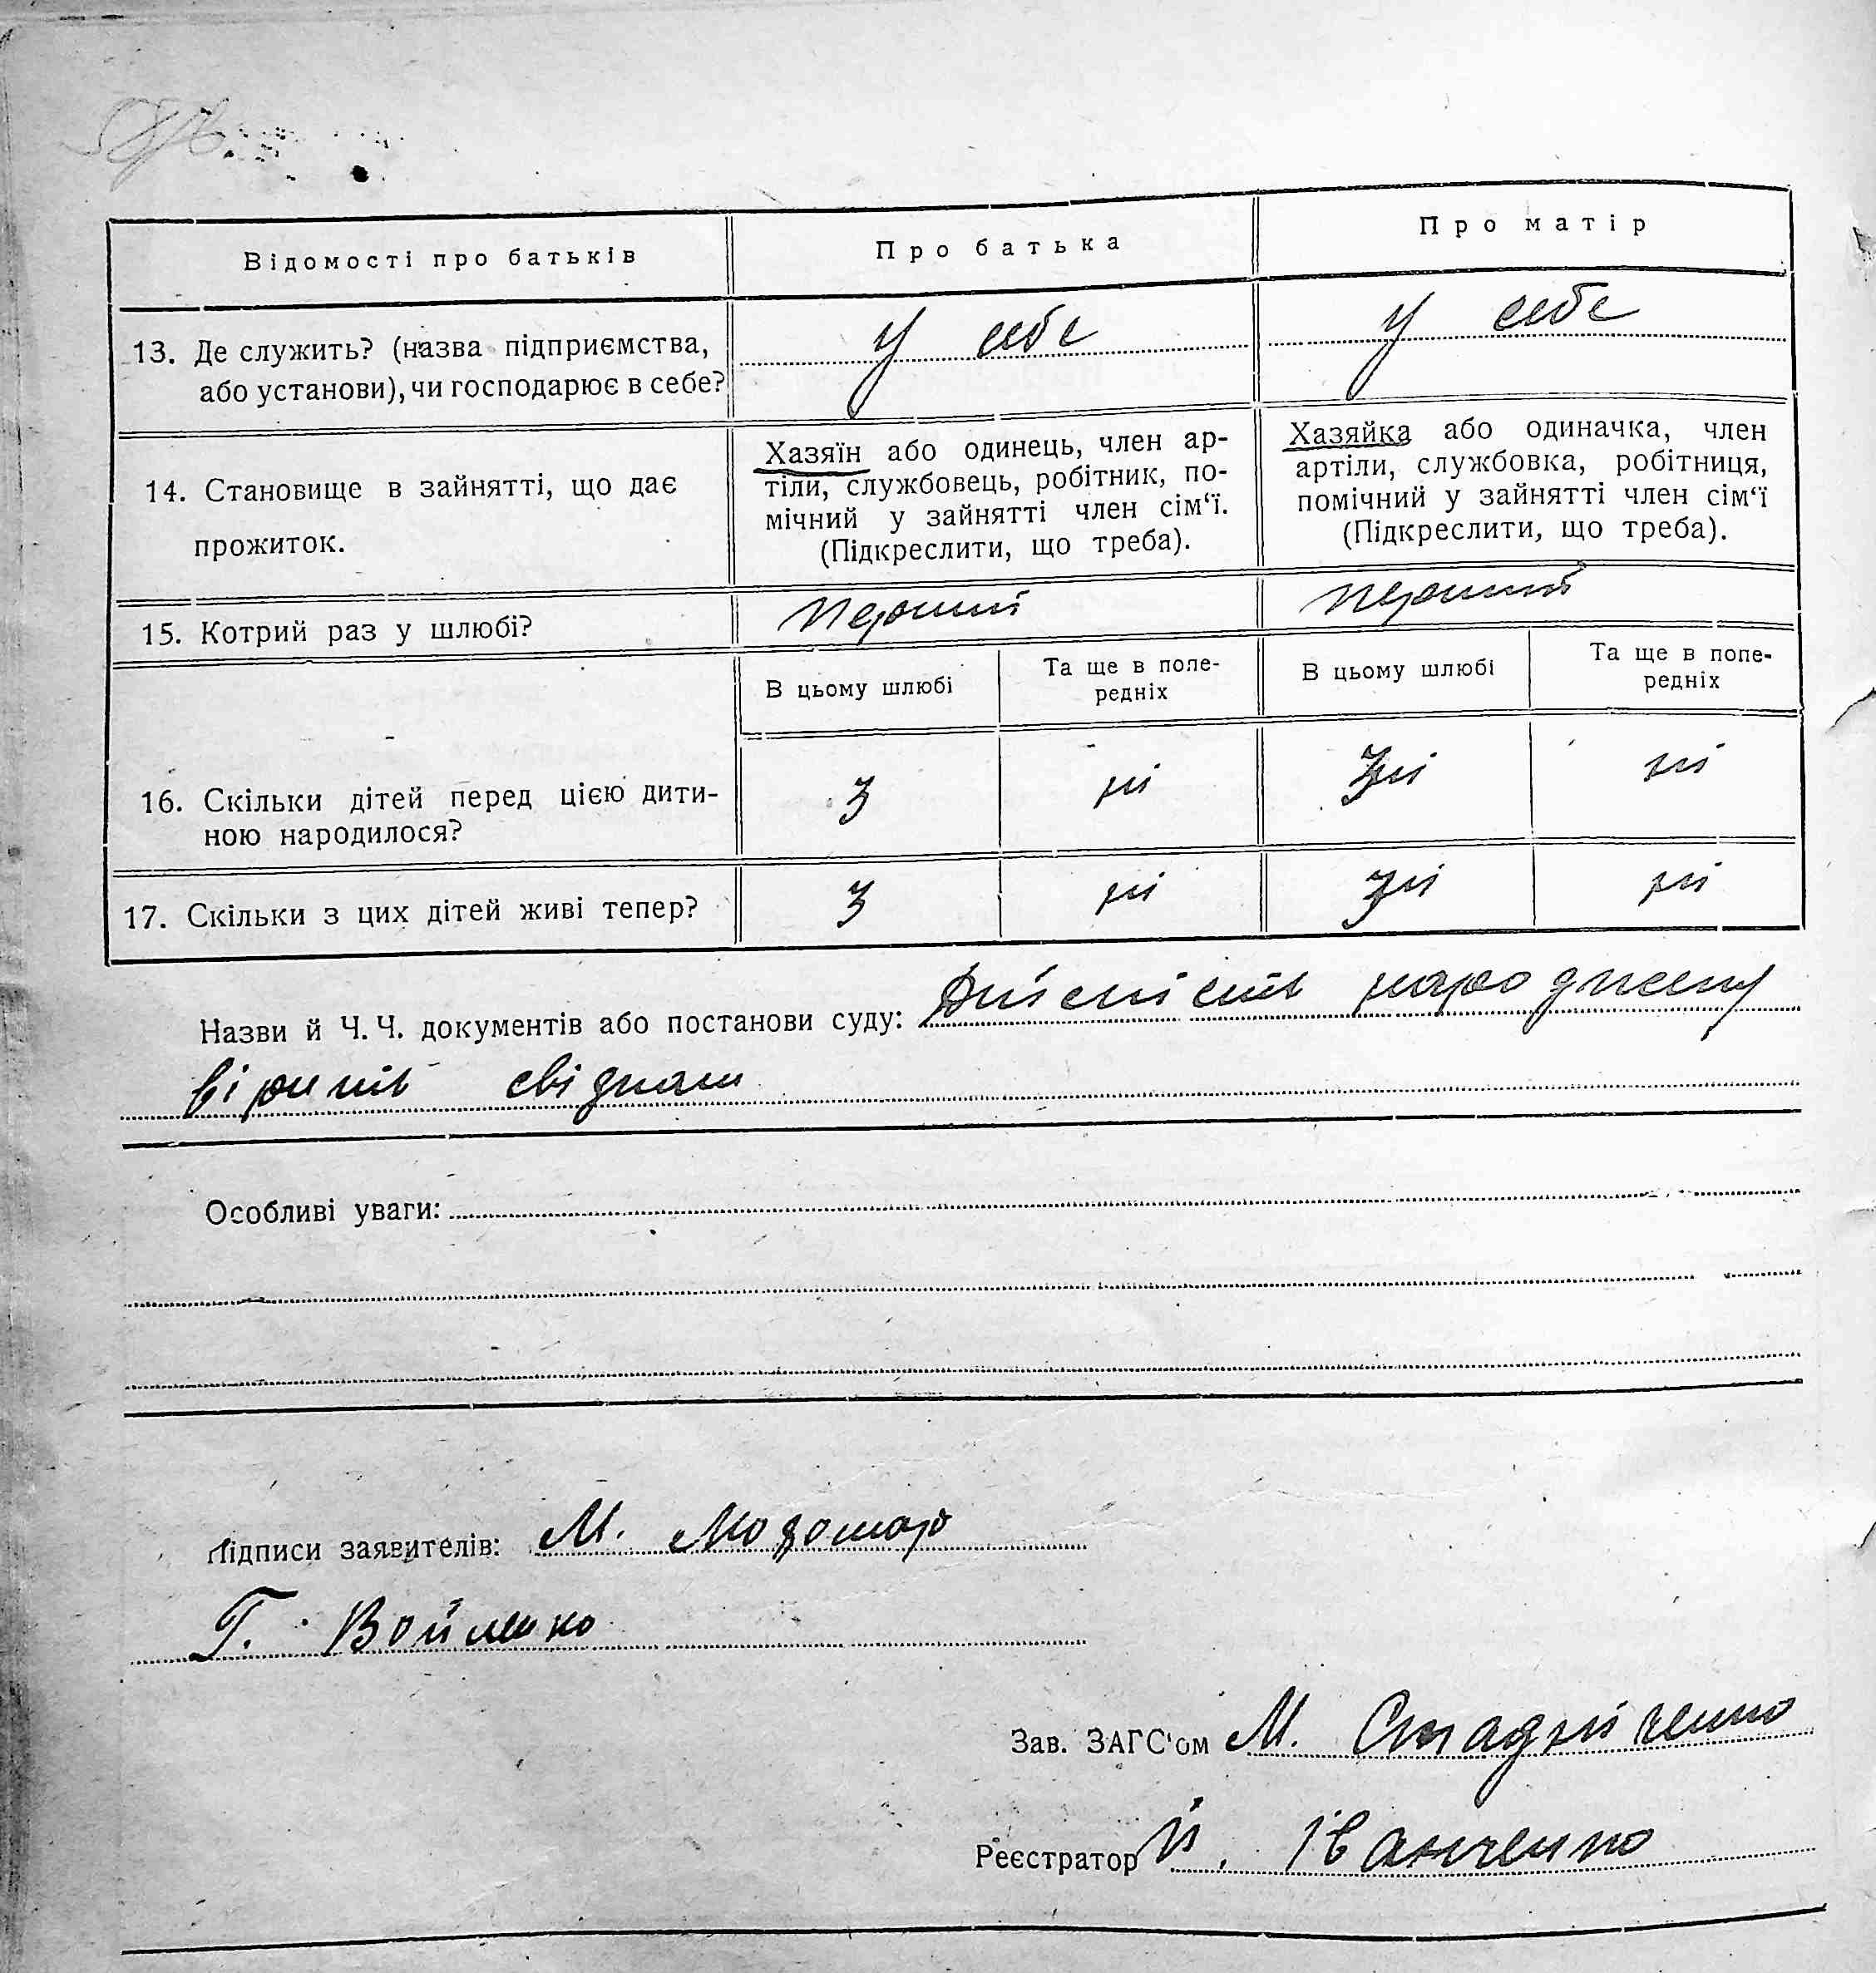 Відомості про батьків
Про батька
Про матір
13. Де служить? (назва підприємства,
або установи), чи господарює в себе?
у себе
у себе
14. Становище в зайнятті, що дає
прожиток.
Хазяїн або одинець, член ар-
тіли, службовець, робітник, по-
мічний у зайнятті член сім‘ї.
(Підкреслити, що треба).
Хазяйка або одиначка, член
артіли, службовка, робітниця,
помічний у зайнятті член сім‘ї
(Підкреслити, що треба).
15. Котрий раз у шлюбі?
перший
перший
В цьому шлюбі
Та ще в попе-
редніх
В цьому шлюбі
Та ще в попе-
редніх
16. Скільки дітей перед цією дити-
ною народилося?
3
ні
ні
17. Скільки з цих дітей живі тепер?
3
ні
ні
Назви й Ч. Ч. документів або постанови суду: Дійсність
свідками
Особливі уваги:
Підписи заявителів: М.
Г. Войленко
Зав. ЗАГС'ом М. Спадніченко
Реєстратор Й. Іванченко